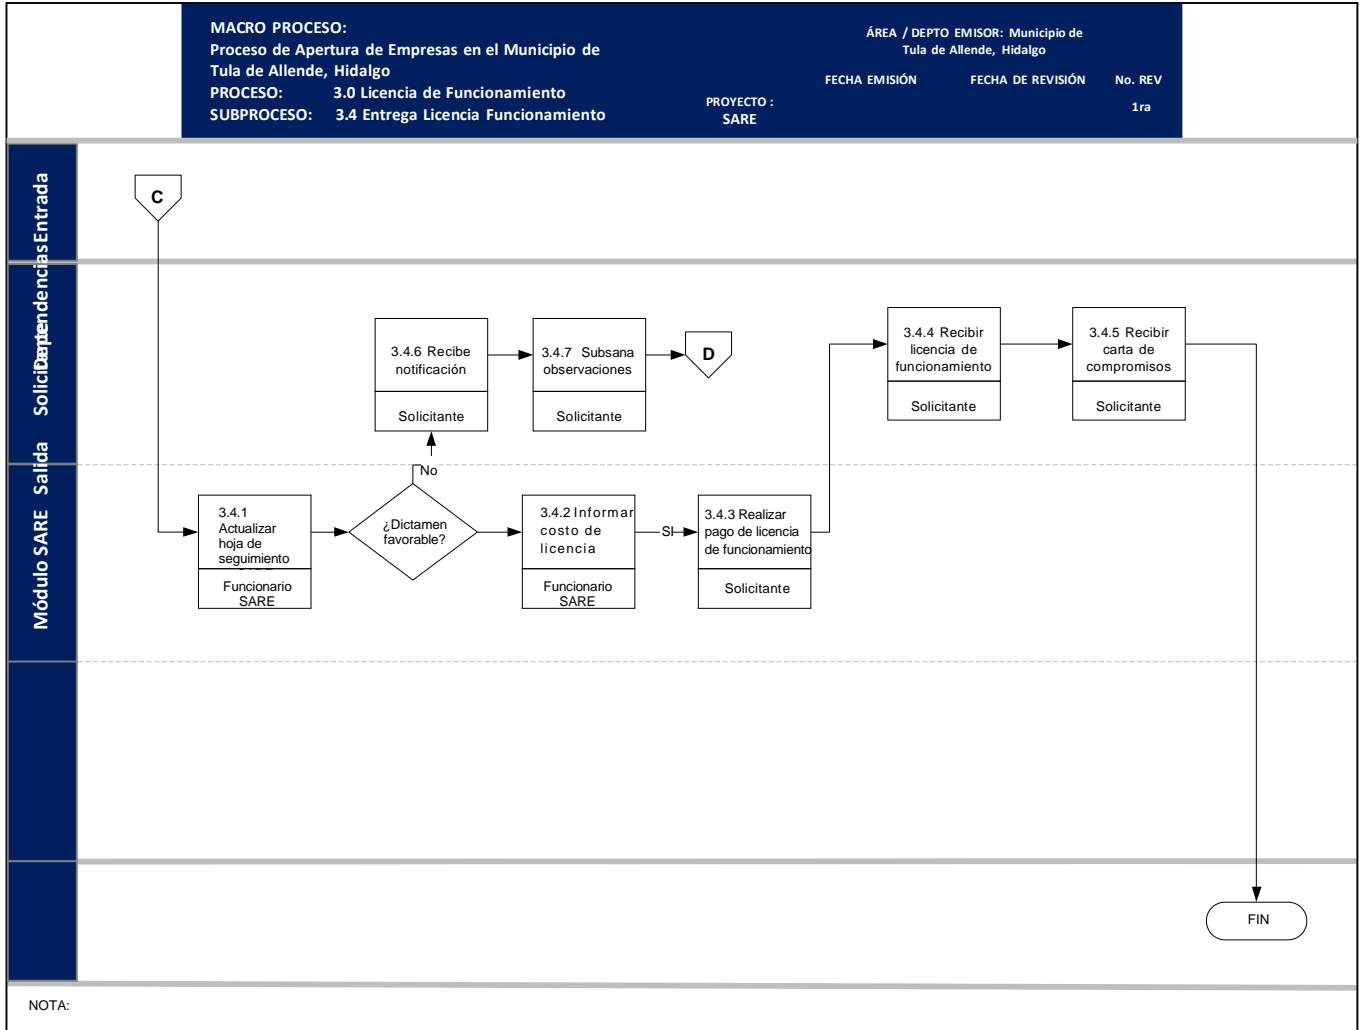 MACRO PROCESO:
Proceso de Apertura de Empresas en el Municipio de
Tula de Allende, Hidalgo
PROCESO: 3.0 Licencia de Funcionamiento
SUBPROCESO: 3.4 Entrega Licencia Funcionamiento
PROYECTO :
SARE
ÁREA / DEPTO EMISOR: Municipio de
Tula de Allende, Hidalgo
FECHA EMISIÓN FECHA DE REVISIÓN No. REV
1ra
Entrada
Dependencias
Solicitante
Salida
Módulo SARE
C
3.4.6 Recibe
notificación
Solicitante
3.4.7 Subsana
observaciones
Solicitante
D
3.4.4 Recibir
licencia de
funcionamiento
Solicitante
3.4.5 Recibir
carta de
compromisos
Solicitante
No
3.4.1
Actualizar
hoja de
seguimiento
Funcionario
SARE
¿Dictamen
favorable?
3.4.2 Informar
costo de
licencia
Funcionario
SARE
SI
3.4.3 Realizar
pago de licencia
de funcionamiento
Solicitante
FIN
NOTA: